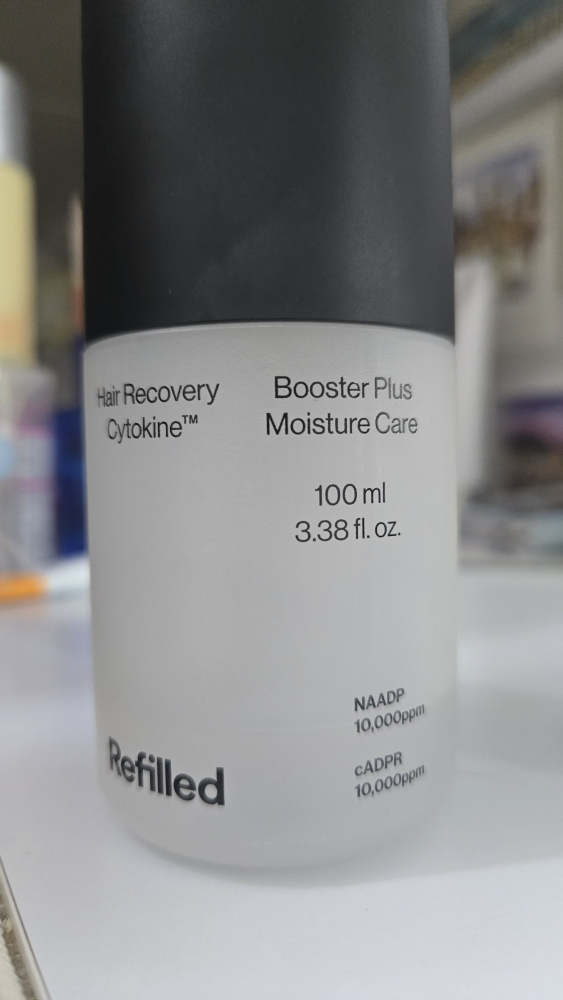 Hair Recovery
Cytokine™
Booster Plus
Moisture Care
100 ml
3.38 fl. oz.
NAADP
10,000ppm
cADPR
10,000ppm
Refilled